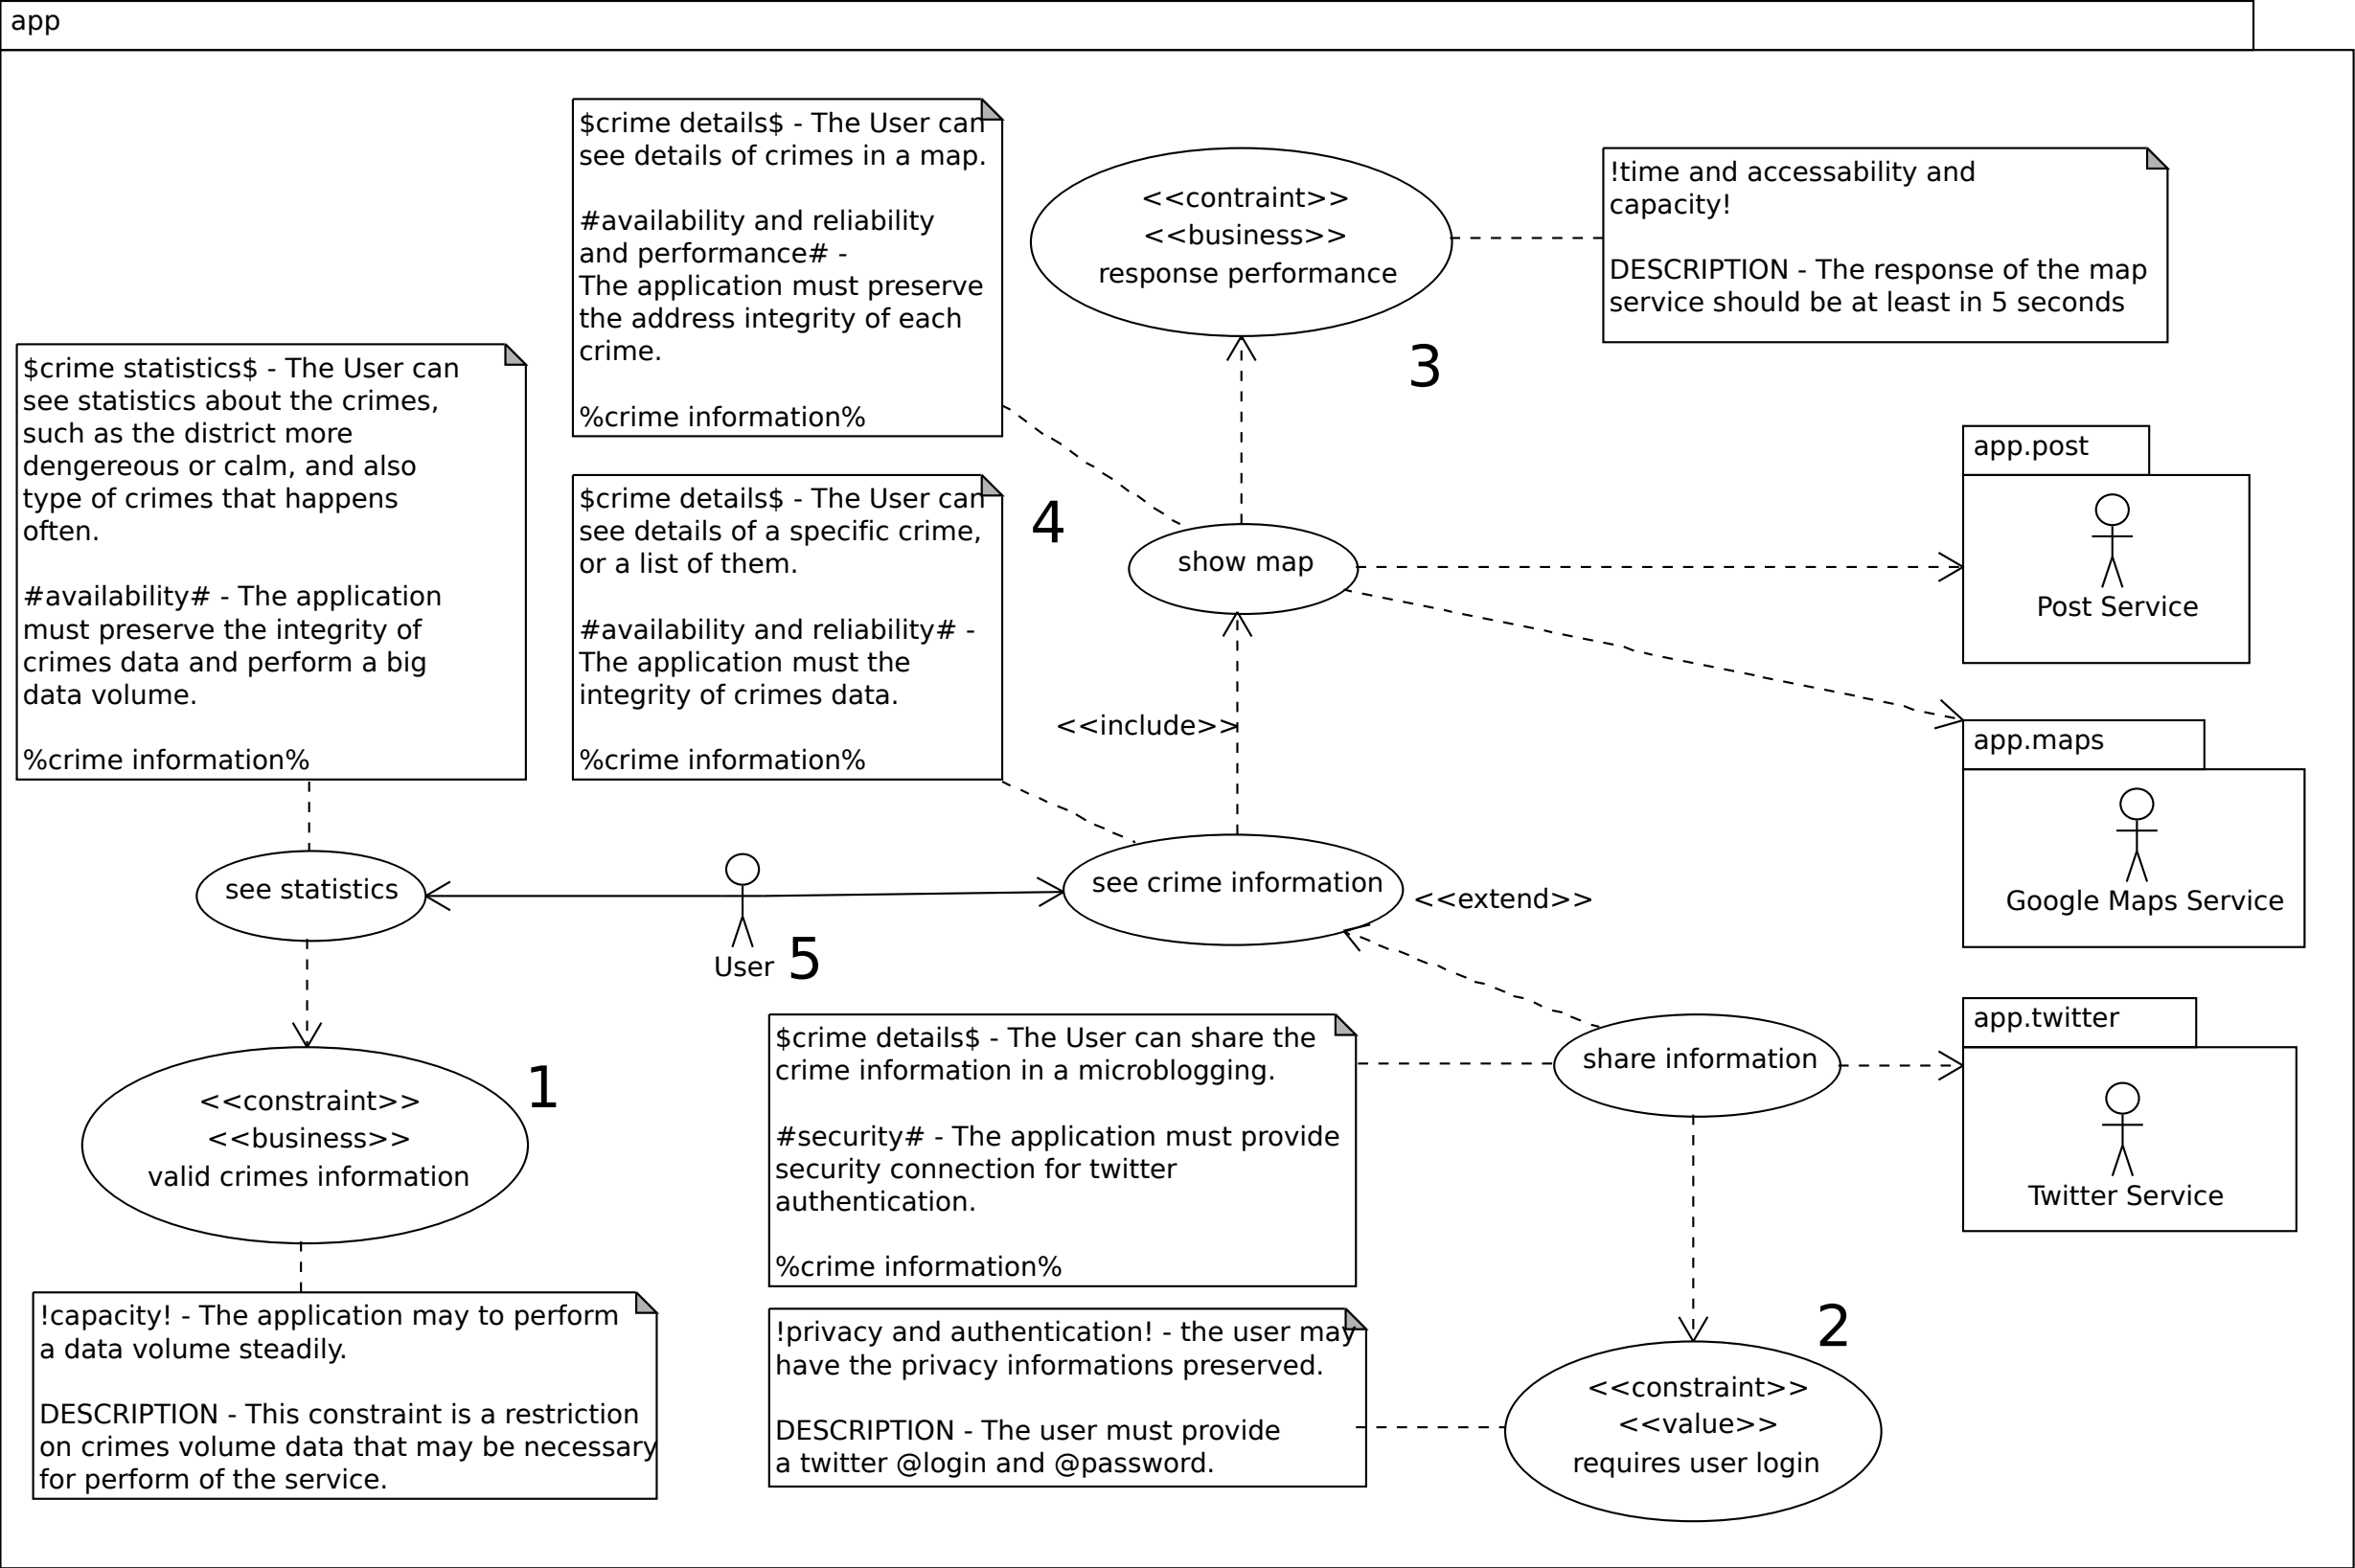 app
$crime details$ - The User can
see details of crimes in a map.
#availability and reliability
and performance# -
The application must preserve
the address integrity of each
crime.
%crime information%
<<contraint>>
<<business>>
response performance
3
!time and accessability and
capacity!
DESCRIPTION - The response of the map
service should be at least in 5 seconds
$crime statistics$ - The User can
see statistics about the crimes,
such as the district more
dengereous or calm, and also
type of crimes that happens
often.
#availability# - The application
must preserve the integrity of
crimes data and perform a big
data volume.
%crime information%
$crime details$ - The User can
see details of a specific crime,
or a list of them.
#availability and reliability# -
The application must the
integrity of crimes data.
%crime information%
4
show map
app.post
Post Service
<<include>>
app.maps
Google Maps Service
see statistics
User
5
see crime information
<<extend>>
$crime details$ - The User can share the
crime information in a microblogging.
#security# - The application must provide
security connection for twitter
authentication.
%crime information%
share information
app.twitter
Twitter Service
1
<<constraint>>
<<business>>
valid crimes information
!capacity! - The application may to perform
a data volume steadily.
DESCRIPTION - This constraint is a restriction
on crimes volume data that may be necessary
for perform of the service.
!privacy and authentication! - the user may
have the privacy informations preserved.
DESCRIPTION - The user must provide
a twitter @login and @password.
2
<<constraint>>
<<value>>
requires user login